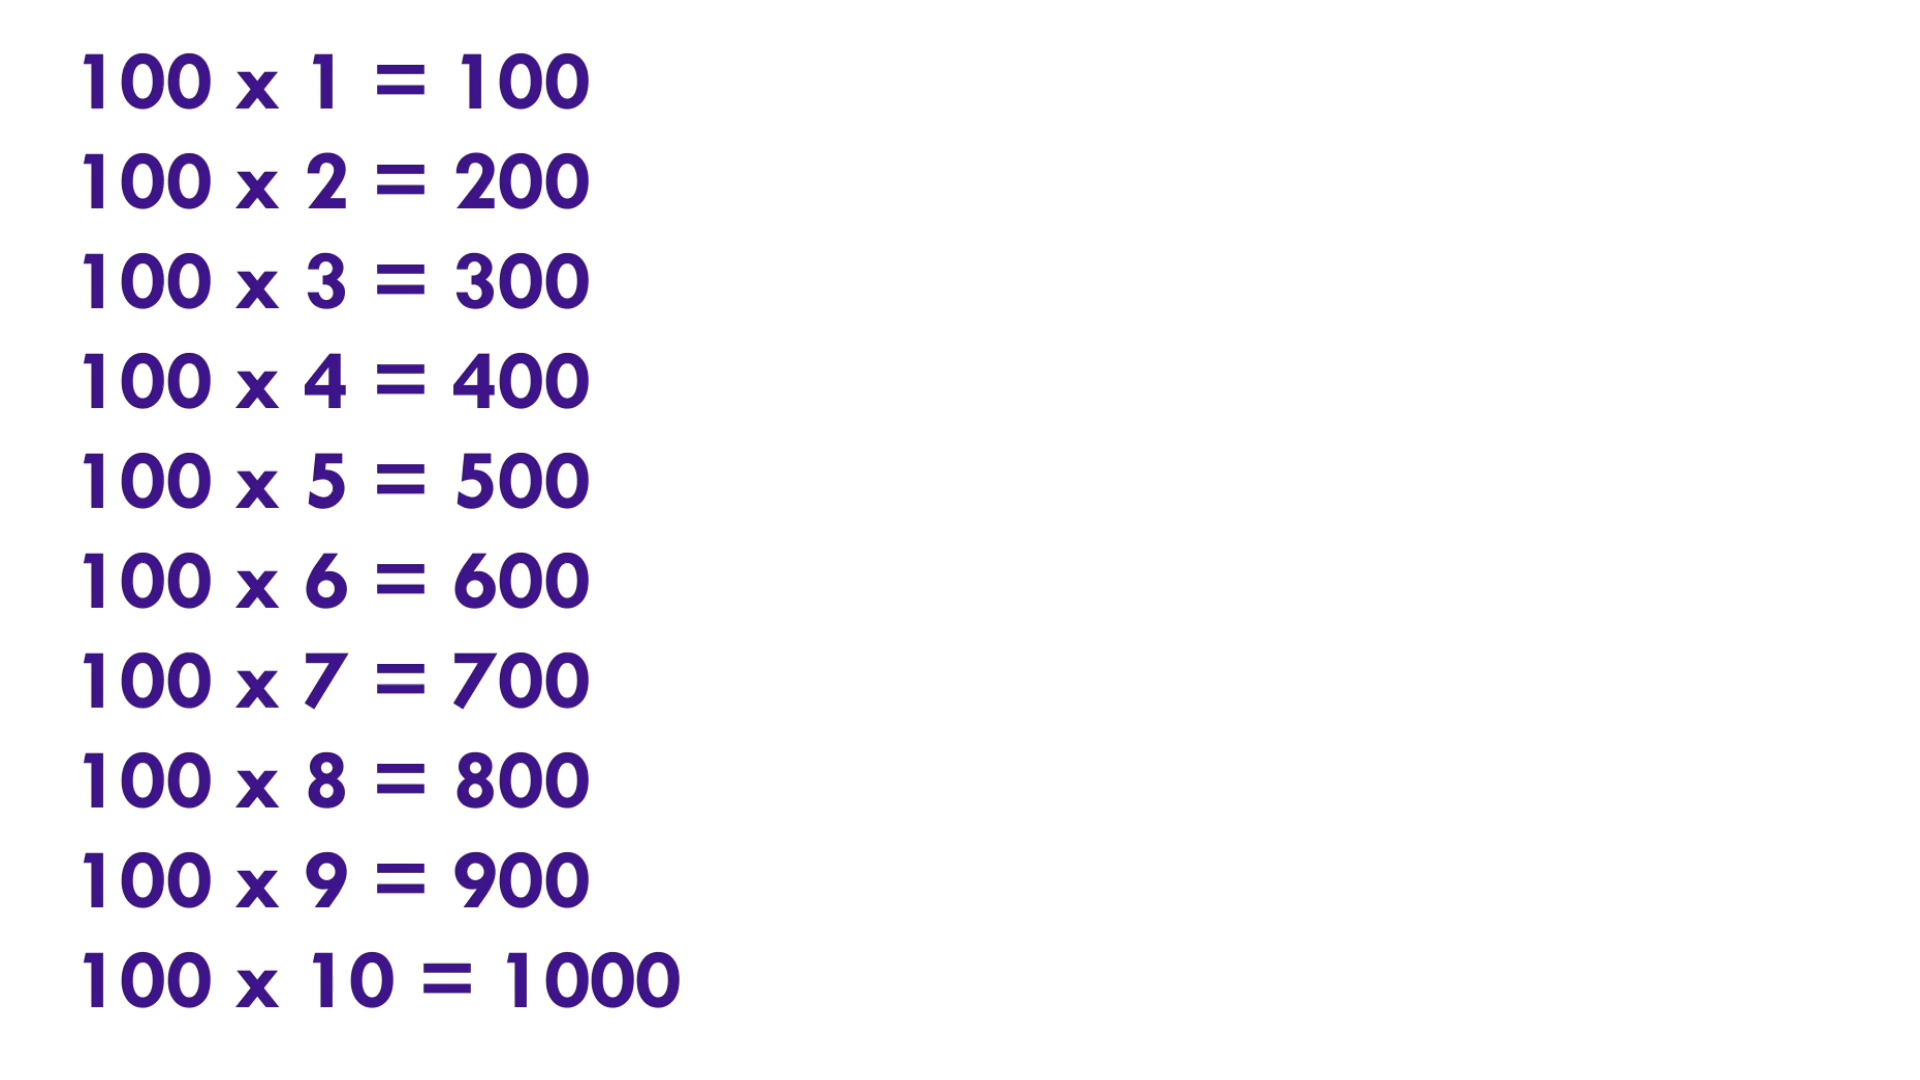 100 x 1 = 100
100 x 2 = 200
100 x 3 = 300
100 x 4 = 400
100 x 5 = 500
100 x 6 = 600
100 x 7 = 700
100 x 8 = 800
100 x 9 = 900
100 x 10 = 1000